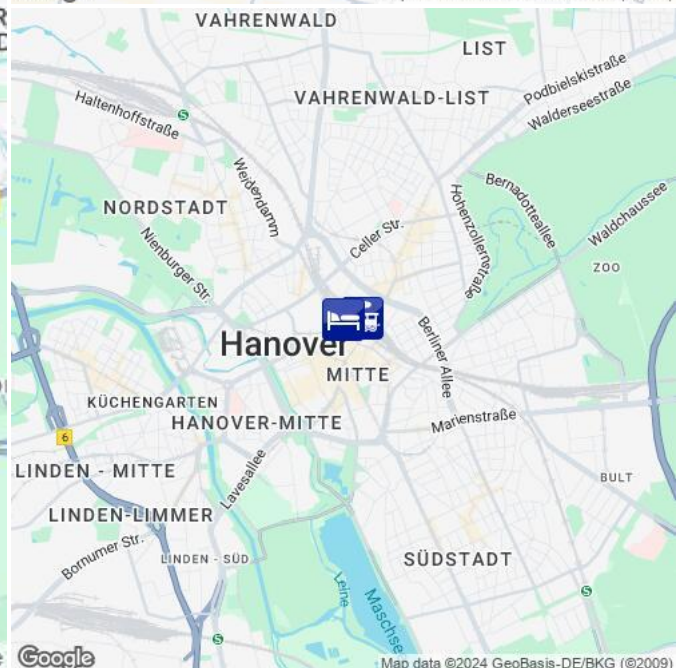 VAHRENWALD
LIST
Podbielskistraße
VAHRENWALD-LIST
Walderseestraße
Haltenhoffstraße
S
Weidendamm
Bernadotteallee
Hohenzollernstraße
Waldchaussee
NORDSTADT
Celler Str.
Nienburger Str.
ZOO
Hanover
Berliner Allee
MITTE
KÜCHENGARTEN
HANOVER-MITTE
Marienstraße
6
LINDEN - MITTE
Lavesallee
BULT
LINDEN-LIMMER
Bornumer Str.
LINDEN - SÜD
SÜDSTADT
Leine
Maschsee
S
S
Google
Map data ©2024 GeoBasis-DE/BKG (©2009)